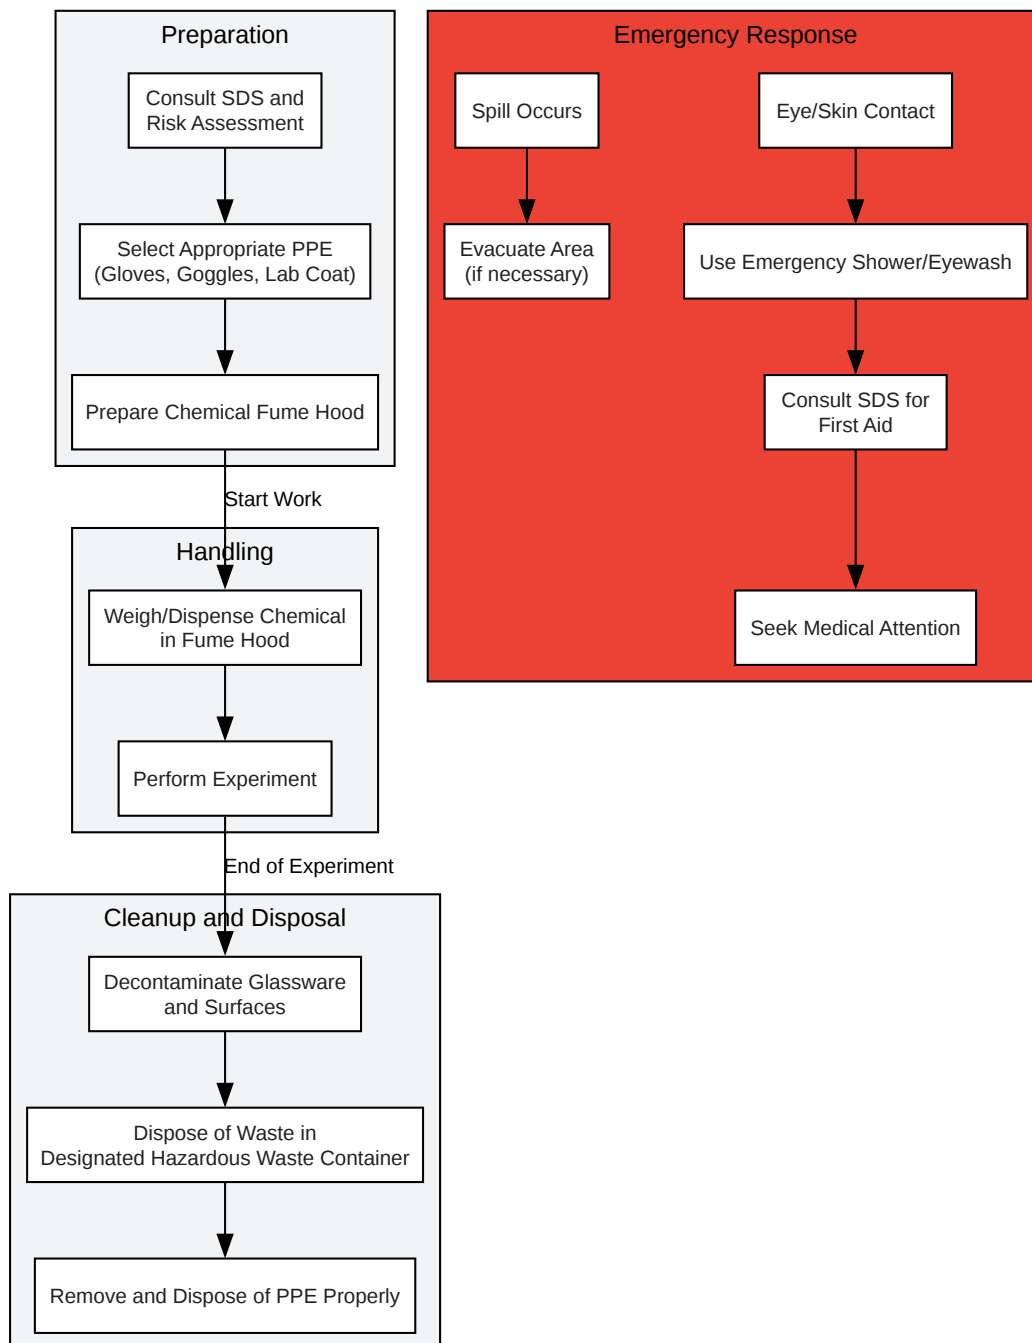 Preparation
Consult SDS and
Risk Assessment
Select Appropriate PPE
(Gloves, Goggles, Lab Coat)
Prepare Chemical Fume Hood
Start Work
Handling
Weigh/Dispense Chemical
in Fume Hood
Perform Experiment
End of Experiment
Cleanup and Disposal
Decontaminate Glassware
and Surfaces
Dispose of Waste in
Designated Hazardous Waste Container
Remove and Dispose of PPE Properly
Emergency Response
Spill Occurs
Evacuate Area
(if necessary)
Eye/Skin Contact
Use Emergency Shower/Eyewash
Consult SDS for
First Aid
Seek Medical Attention